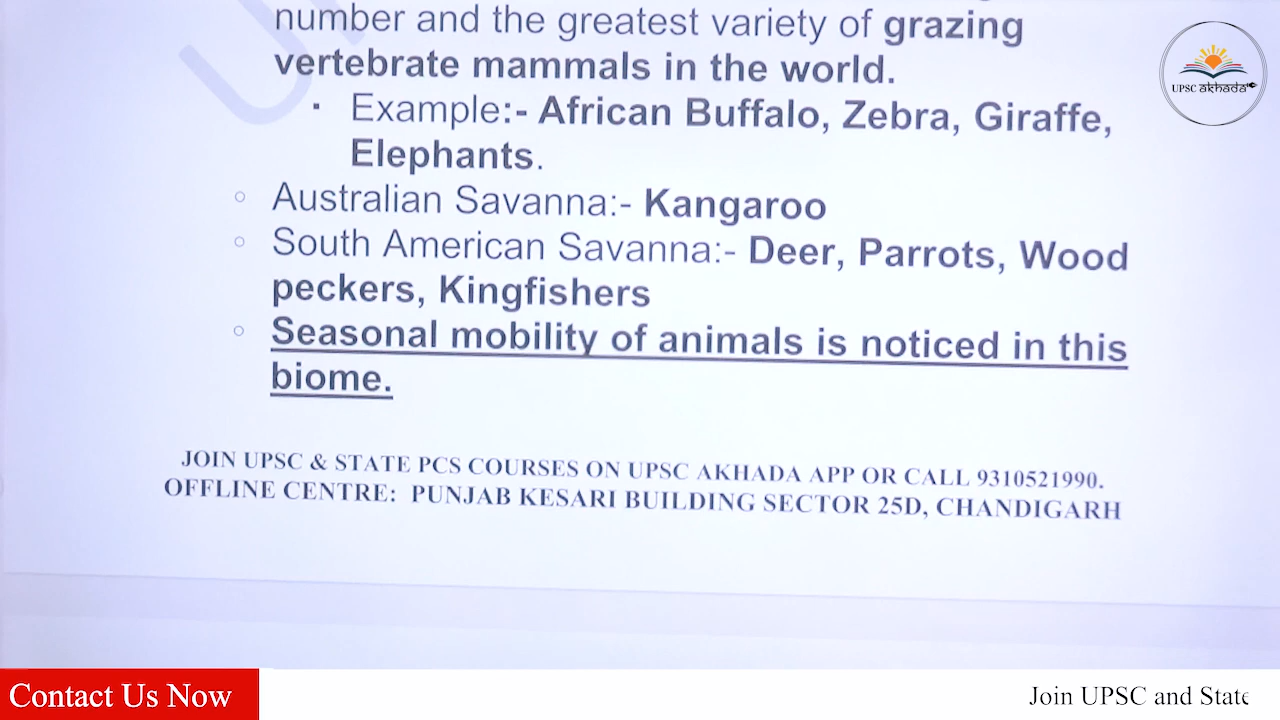 number and the greatest variety of grazing
vertebrate mammals in the world.
Example:- African Buffalo, Zebra, Giraffe,
Elephants.
Australian Savanna:- Kangaroo
South American Savanna:- Deer, Parrots, Wood
peckers, Kingfishers
Seasonal mobility of animals is noticed in this
biome.
JOIN UPSC & STATE PCS COURSES ON UPSC AKHADA APP OR CALL 9310521990.
OFFLINE CENTRE: PUNJAB KESARI BUILDING SECTOR 25D, CHANDIGARH
UPSC akhada
Contact Us Now
Join UPSC and State